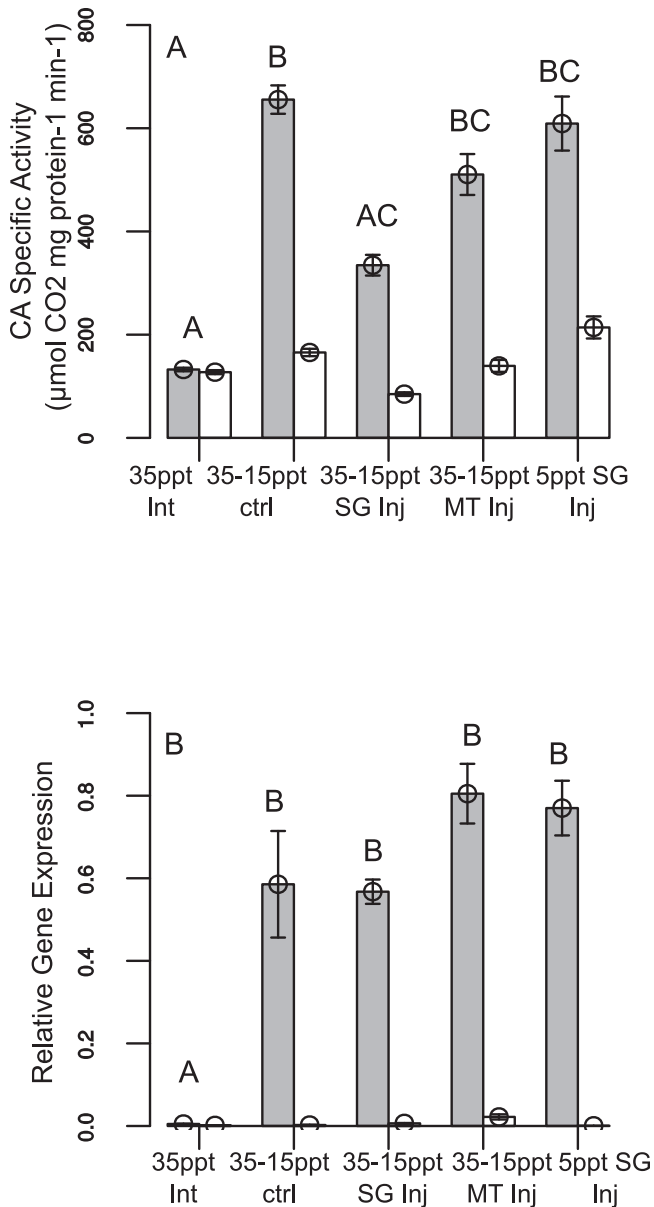 A
CA Specific Activity
(µmol CO2 mg protein-1 min-1)
800
600
400
200
0
A
B
AC
BC
BC
35ppt 35-15ppt 35-15ppt 35-15ppt 5ppt SG
Int ctrl SG Inj MT Inj Inj
B
Relative Gene Expression
1.0
0.8
0.6
0.4
0.2
0.0
A
B
B
B
B
35ppt 35-15ppt 35-15ppt 35-15ppt 5ppt SG
Int ctrl SG Inj MT Inj Inj